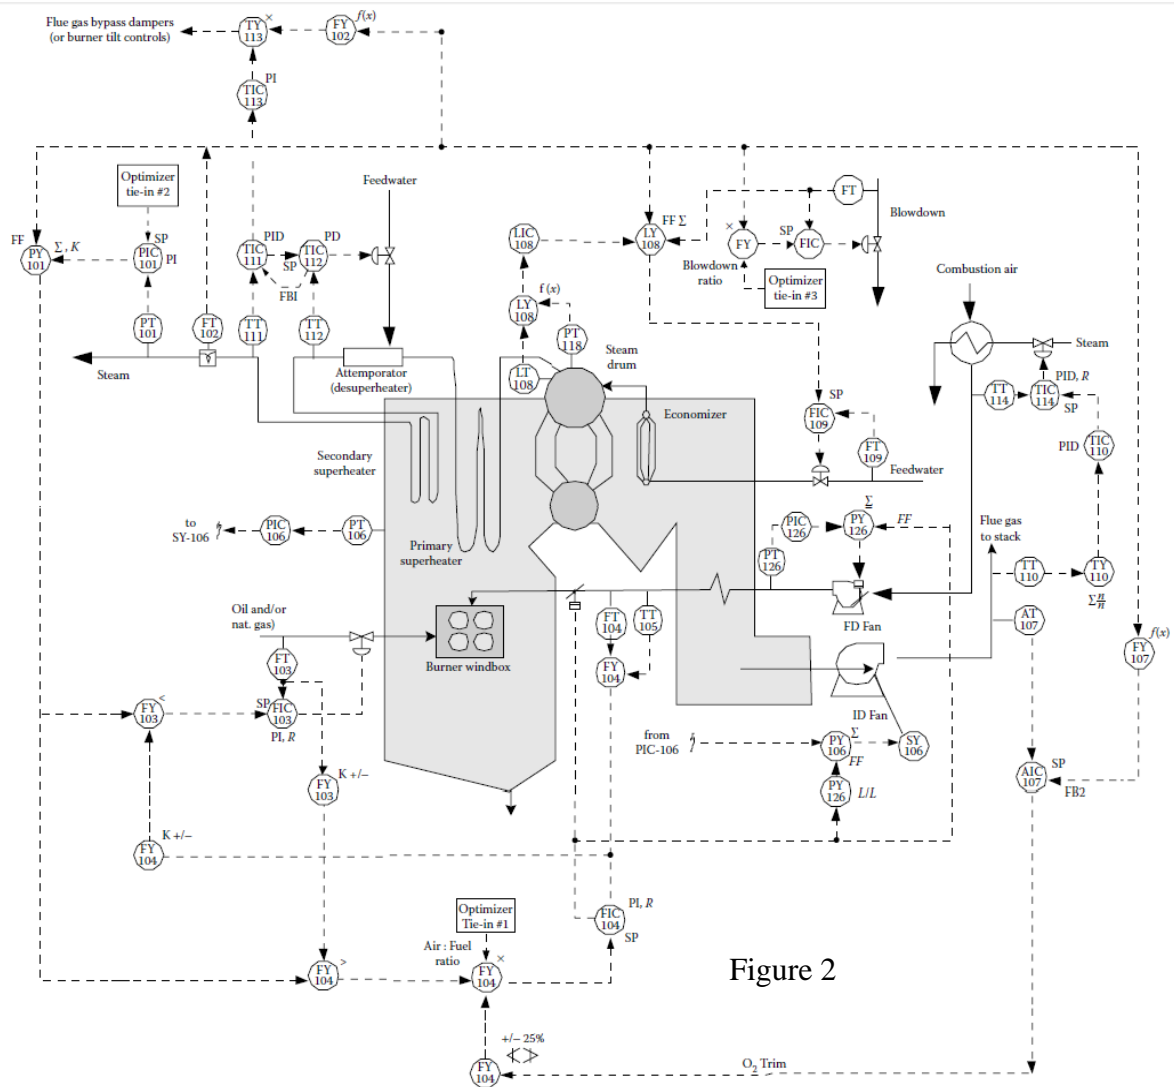 Flue gas bypass dampers
(or burner tilt controls)
TY
113
×
FY
102
f(x)
TIC
113
PI
Optimizer
tie-in #2
Feedwater
FT
Blowdown
FF
PY
101
Σ, K
SP
PIC
101
PI
TIC
111
PID
SP
TIC
112
PD
FBI
LIC
108
LY
108
FF Σ
×
FY
SP
FIC
Blowdown
ratio
Optimizer
tie-in #3
Combustion air
f (x)
LY
108
PT
118
PT
101
FT
102
TT
111
TT
112
Steam
Attemporator
(desuperheater)
LT
108
Steam
drum
Steam
PID, R
TT
114
TIC
114
SP
Economizer
SP
FIC
109
FT
109
Feedwater
PID
TIC
110
Secondary
superheater
to
SY-106
PIC
106
PT
106
Primary
superheater
PIC
126
Σ
PY
126
FF
PT
126
Flue gas
to stack
TT
110
TY
110
Σn/n
Oil and/or
nat. gas)
Burner windbox
FT
104
TT
105
FY
104
FD Fan
AT
107
FT
103
f(x)
FY
107
SP
FIC
103
PI, R
FY
103
<
ID Fan
from
PIC-106
PY
106
Σ
FF
SY
106
PY
126
L/L
AIC
107
SP
FB2
FY
103
K +/–
FY
104
K +/–
Optimizer
Tie-in #1
FIC
104
PI, R
SP
Air : Fuel
ratio
FY
104
>
FY
104
×
Figure 2
+/– 25%
FY
104
O2 Trim